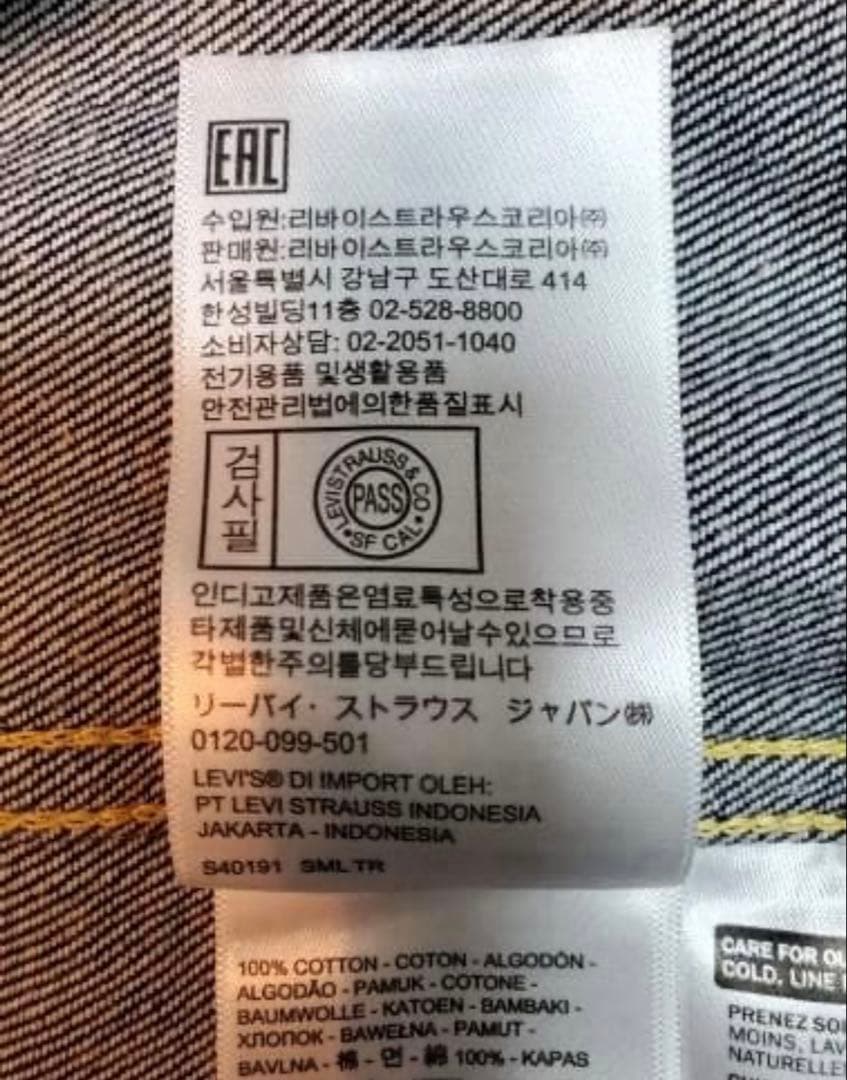 EAC
수입원:리바이스트라우스코리아㈜
판매원:리바이스트라우스코리아㈜
서울특별시 강남구 도산대로 414
한성빌딩11층 02-528-8800
소비자상담: 02-2051-1040
전기용품 및생활용품
안전관리법에의한품질표시
검사필
LEVI STRAUSS & CO
PASS
SF CAL
인디고제품은염료특성으로착용중
타제품및신체에묻어날수있으므로
각별한주의를당부드립니다
リーバイ・ストラウス ジャパン㈱
0120-099-501
LEVI'S® DI IMPORT OLEH:
PT LEVI STRAUSS INDONESIA
JAKARTA - INDONESIA
S40191 SML TR
100% COTTON - COTON - ALGODÓN -
ALGODÃO - PAMUK - COTONE -
BAUMWOLLE - KATOEN - BAMBAKI -
ХЛОПОК - BAWEŁNA - PAMUT -
BAVLNA - 棉 - 면 - 綿 100% - KAPAS
CARE FOR
COLD, LINE
PRENEZ
MOINS,